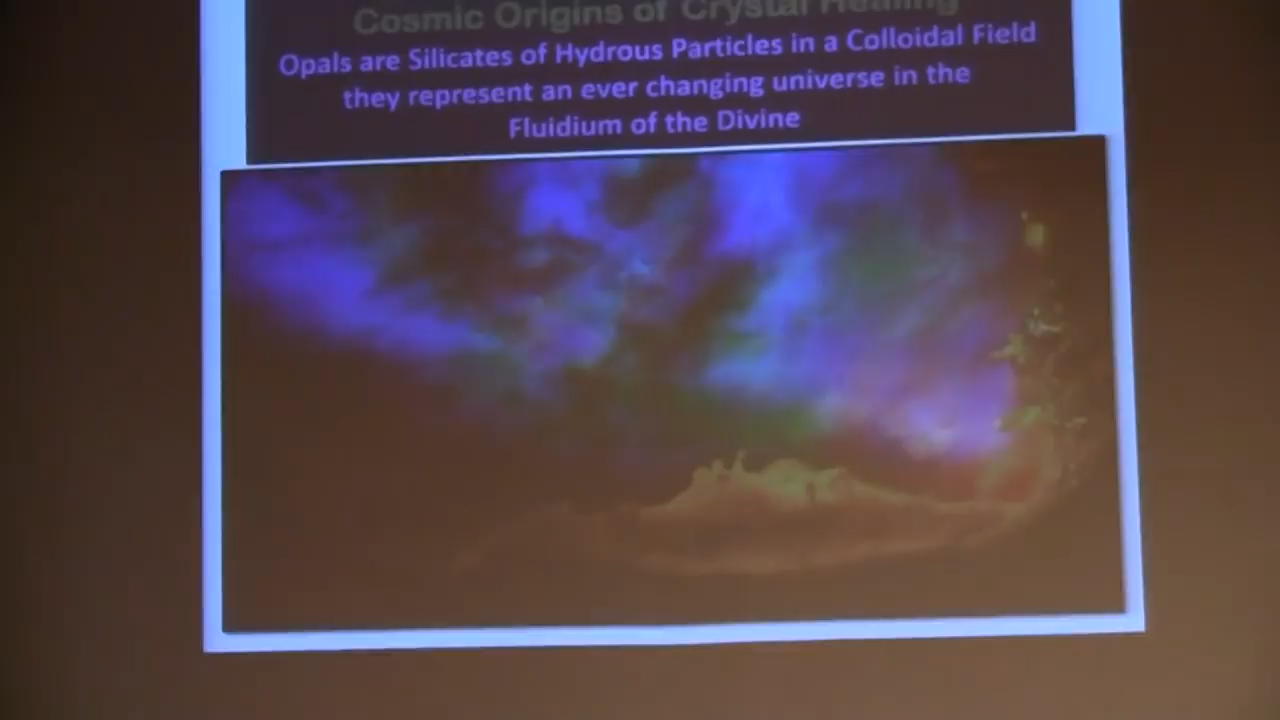 Cosmic Origins of Crystal Healing
Opals are Silicates of Hydrous Particles in a Colloidal Field
they represent an ever changing universe in the
Fluidium of the Divine